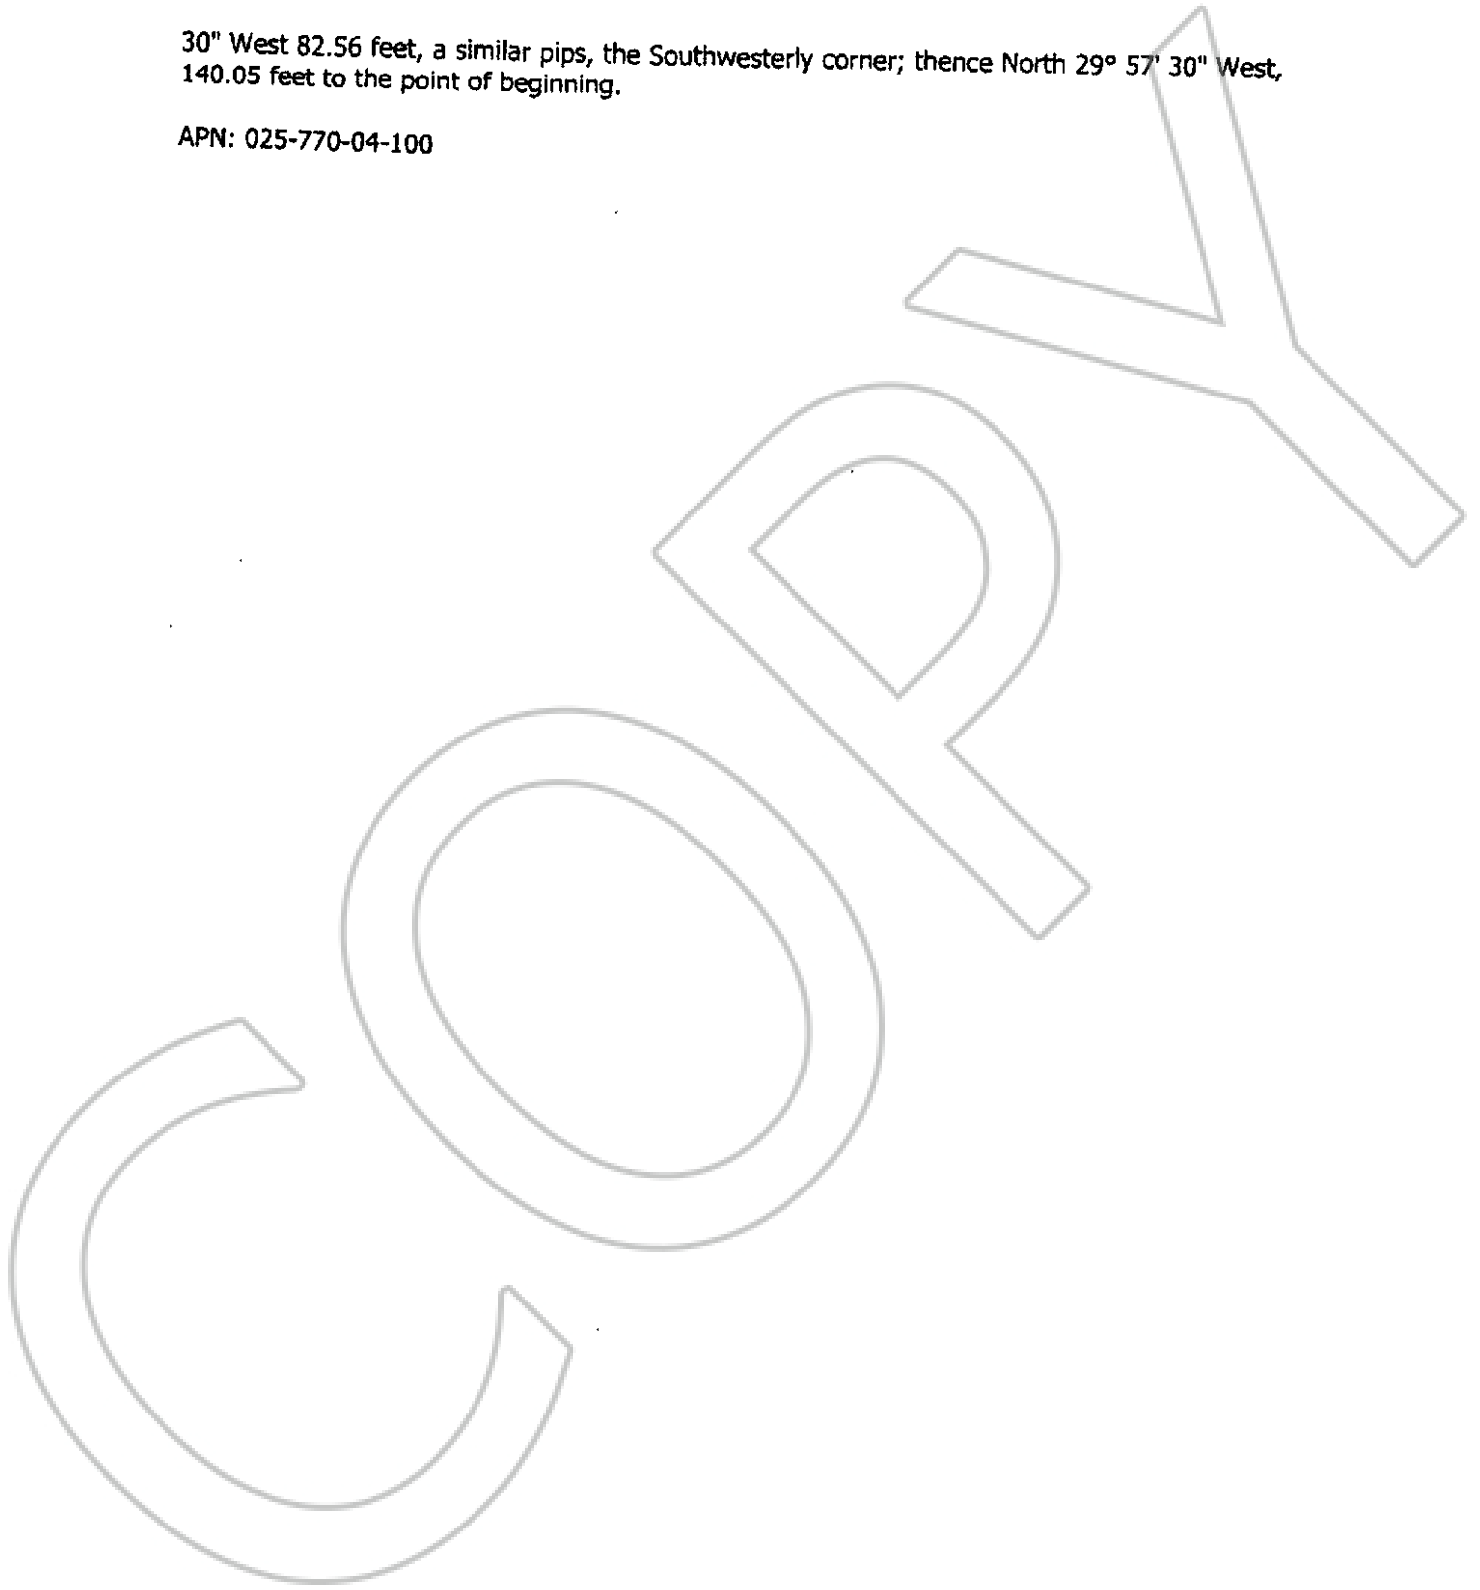 30" West 82.56 feet, a similar pips, the Southwesterly corner; thence North 29° 57' 30" West,
140.05 feet to the point of beginning.
APN: 025-770-04-100
COPY